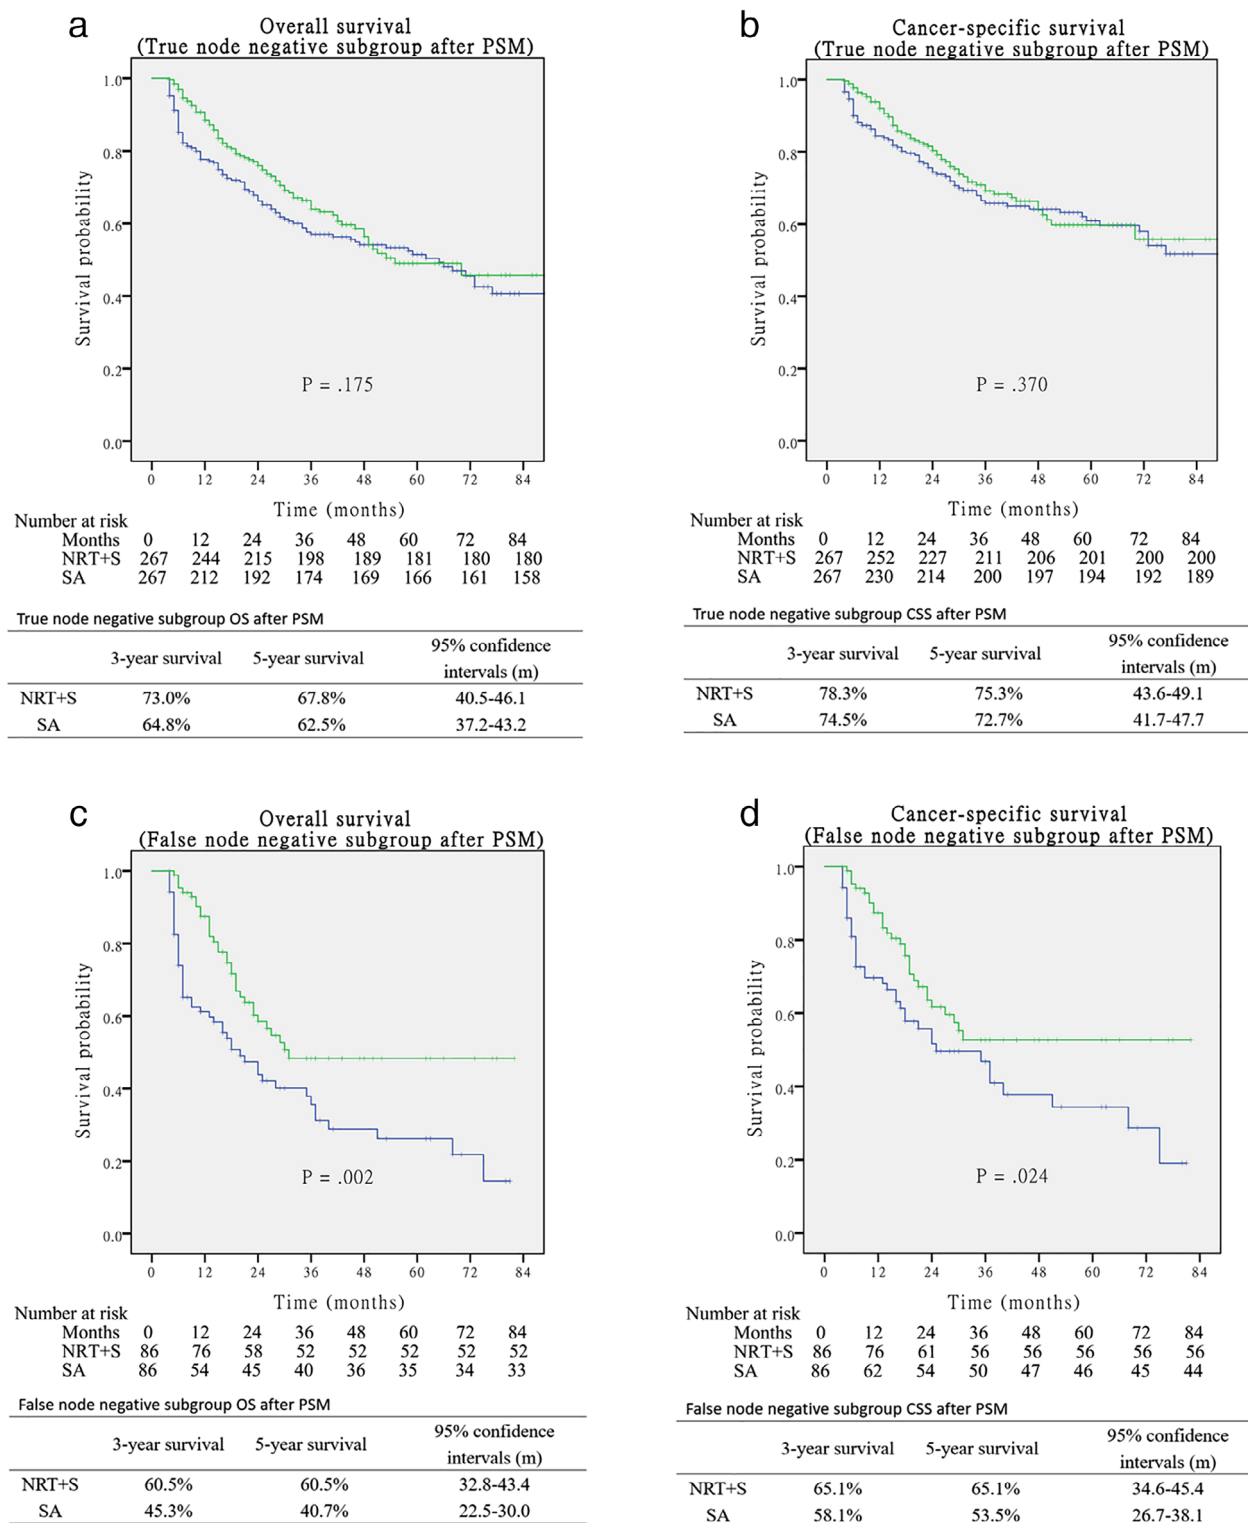 a
Overall survival
(True node negative subgroup after PSM)
1.0
0.8
0.6
0.4
0.2
0.0
Survival probability
P = .175
0 12 24 36 48 60 72 84
Time (months)
Number at risk
Months 0 12 24 36 48 60 72 84
NRT+S 267 244 215 198 189 181 180 180
SA 267 212 192 174 169 166 161 158
True node negative subgroup OS after PSM
3-year survival 5-year survival 95% confidence
intervals (m)
NRT+S 73.0% 67.8% 40.5-46.1
SA 64.8% 62.5% 37.2-43.2
b
Cancer-specific survival
(True node negative subgroup after PSM)
1.0
0.8
0.6
0.4
0.2
0.0
Survival probability
P = .370
0 12 24 36 48 60 72 84
Time (months)
Number at risk
Months 0 12 24 36 48 60 72 84
NRT+S 267 252 227 211 206 201 200 200
SA 267 230 214 200 197 194 192 189
True node negative subgroup CSS after PSM
3-year survival 5-year survival 95% confidence
intervals (m)
NRT+S 78.3% 75.3% 43.6-49.1
SA 74.5% 72.7% 41.7-47.7
c
Overall survival
(False node negative subgroup after PSM)
1.0
0.8
0.6
0.4
0.2
0.0
Survival probability
P = .002
0 12 24 36 48 60 72 84
Time (months)
Number at risk
Months 0 12 24 36 48 60 72 84
NRT+S 86 76 58 52 52 52 52 52
SA 86 54 45 40 36 35 34 33
False node negative subgroup OS after PSM
3-year survival 5-year survival 95% confidence
intervals (m)
NRT+S 60.5% 60.5% 32.8-43.4
SA 45.3% 40.7% 22.5-30.0
d
Cancer-specific survival
(False node negative subgroup after PSM)
1.0
0.8
0.6
0.4
0.2
0.0
Survival probability
P = .024
0 12 24 36 48 60 72 84
Time (months)
Number at risk
Months 0 12 24 36 48 60 72 84
NRT+S 86 76 61 56 56 56 56 56
SA 86 62 54 50 47 46 45 44
False node negative subgroup CSS after PSM
3-year survival 5-year survival 95% confidence
intervals (m)
NRT+S 65.1% 65.1% 34.6-45.4
SA 58.1% 53.5% 26.7-38.1